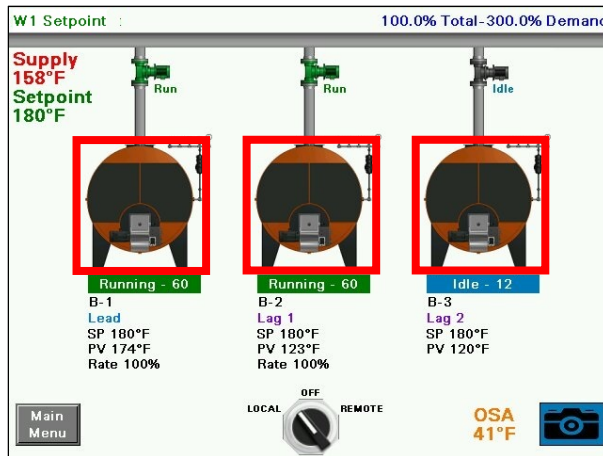 W1 Setpoint :
100.0% Total-300.0% Demand
Supply
158°F
Setpoint
180°F
Run
Run
Idle
Running - 60
Running - 60
Idle - 12
B-1
Lead
SP 180°F
PV 174°F
Rate 100%
B-2
Lag 1
SP 180°F
PV 123°F
Rate 100%
B-3
Lag 2
SP 180°F
PV 120°F
OFF
LOCAL
REMOTE
Main
Menu
OSA
41°F